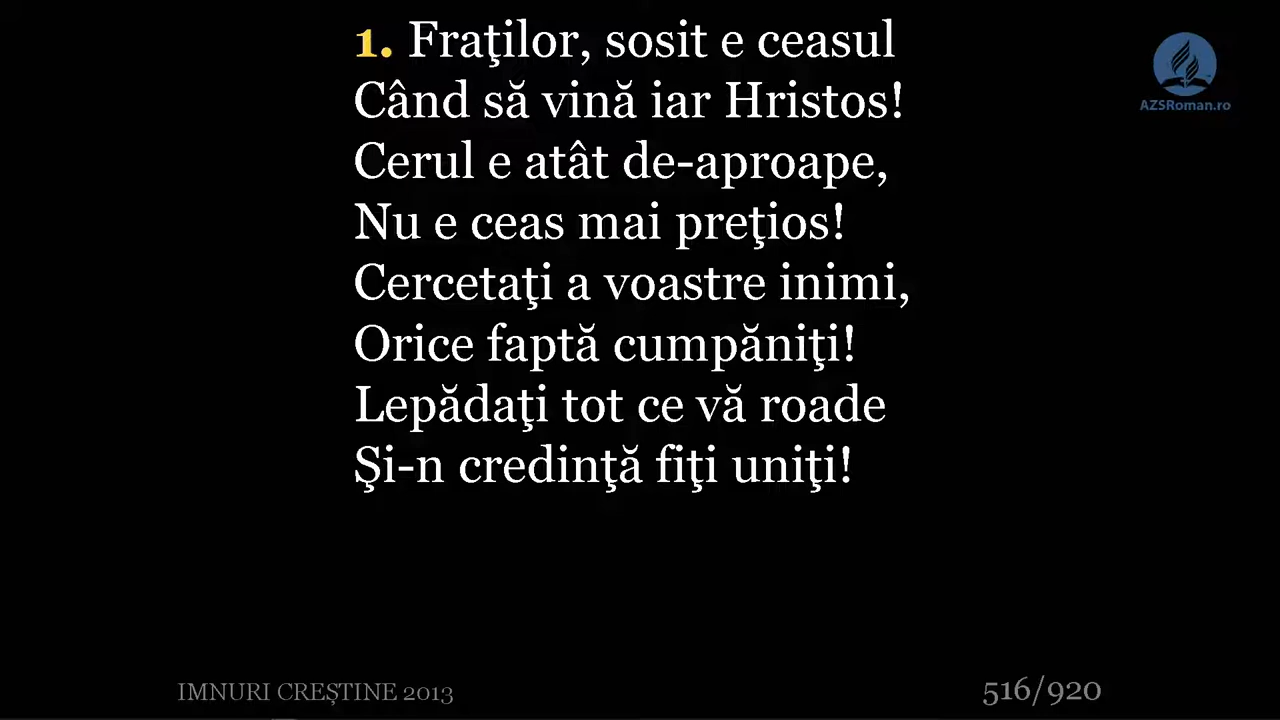 1. Fraţilor, sosit e ceasul
Când să vină iar Hristos!
Cerul e atât de-aproape,
Nu e ceas mai preţios!
Cercetaţi a voastre inimi,
Orice faptă cumpăniţi!
Lepădaţi tot ce vă roade
Şi-n credinţă fiţi uniţi!
AZSRoman.ro
IMNURI CREȘTINE 2013
516/920